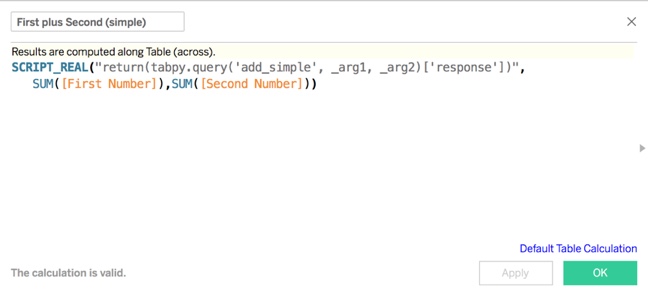 First plus Second (simple)
Results are computed along Table (across).
SCRIPT_REAL("return(tabpy.query('add_simple', _arg1, _arg2)['response'])",
SUM([First Number]),SUM([Second Number]))
Default Table Calculation
The calculation is valid.
Apply
OK